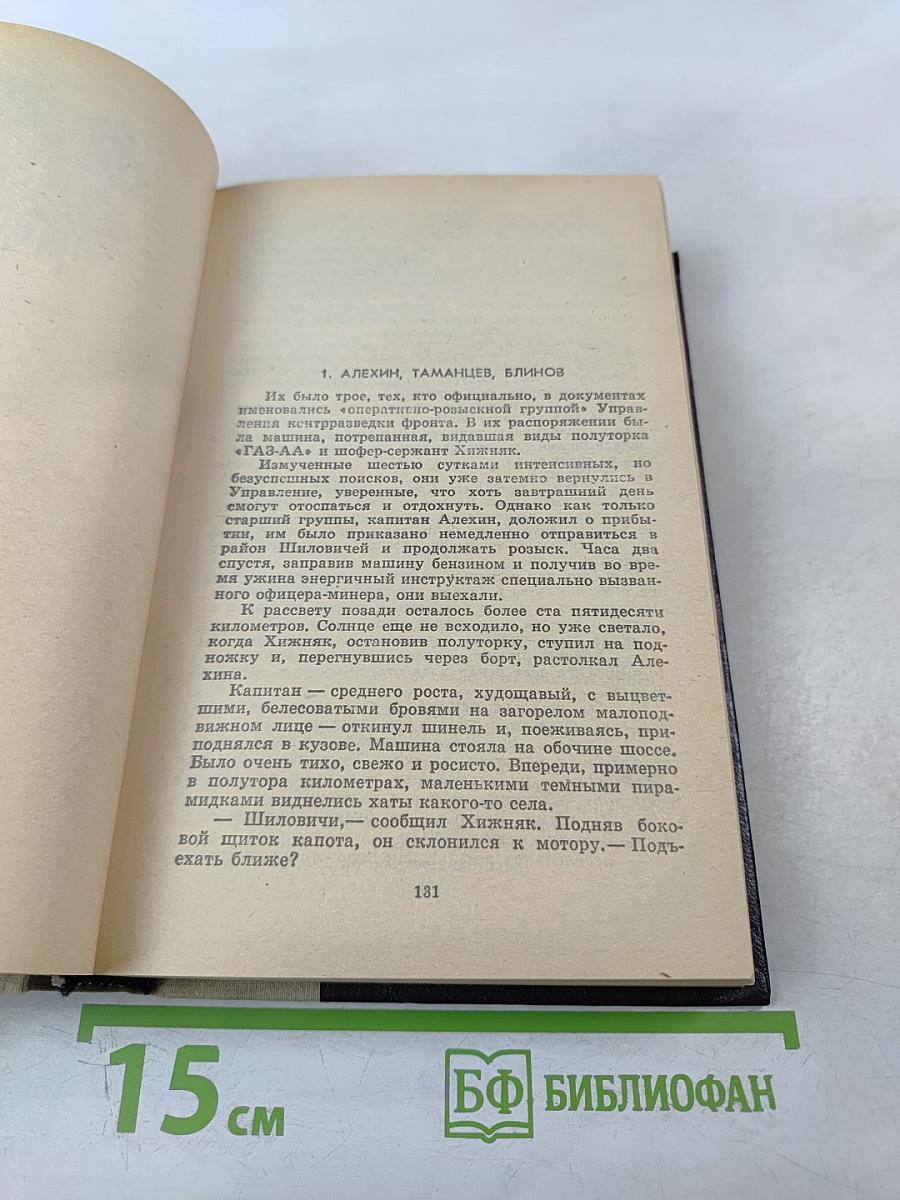 1. АЛЕХИН, ТАМАНЦЕВ, БЛИНОВ
Их было трое, тех, кто официально, в документах
именовались «оперативно-розыскной группой» Управ-
ления контрразведки фронта. В их распоряжении бы-
ла машина, потрепанная, видавшая виды полуторка
«ГАЗ-АА» и шофер-сержант Хижняк.
Измученные шестью сутками интенсивных, но
безуспешных поисков, они уже затемно вернулись в
Управление, уверенные, что хоть завтрашний день
смогут отоспаться и отдохнуть. Однако как только
старший группы, капитан Алехин, доложил о прибы-
тии, им было приказано немедленно отправиться в
район Шиловичей и продолжать розыск. Часа два
спустя, заправив машину бензином и получив во вре-
мя ужина энергичный инструктаж специально вызван-
ного офицера-минера, они выехали.
К рассвету позади осталось более ста пятидесяти
километров. Солнце еще не всходило, но уже светало,
когда Хижняк, остановив полуторку, ступил на под-
ножку и, перегнувшись через борт, растолкал Але-
хина.
Капитан — среднего роста, худощавый, с выцвет-
шими, белесоватыми бровями на загорелом малопод-
вижном лице — откинул шинель и, поеживаясь, при-
поднялся в кузове. Машина стояла на обочине шоссе.
Было очень тихо, свежо и росисто. Впереди, примерно
в полутора километрах, маленькими темными пира-
мидками виднелись хаты какого-то села.
— Шиловичи,— сообщил Хижняк. Подняв боко-
вой щиток капота, он склонился к мотору.— Подъ-
ехать ближе?
131
15 см
БФ БИБЛИОФАН